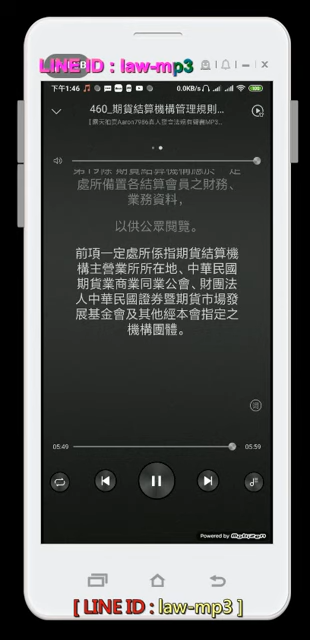 LINE ID : law-mp3
下午1:46
0.0KB/s
460_期貨結算機構管理規則...
處所備置各結算會員之財務、
業務資料，
以供公眾閱覽。
前項一定處所係指期貨結算機
構主營業所所在地、中華民國
期貨業商業同業公會、財團法
人中華民國證券暨期貨市場發
展基金會及其他經本會指定之
機構團體。
詞
05:49
05:59
Powered by
[ LINE ID : law-mp3 ]